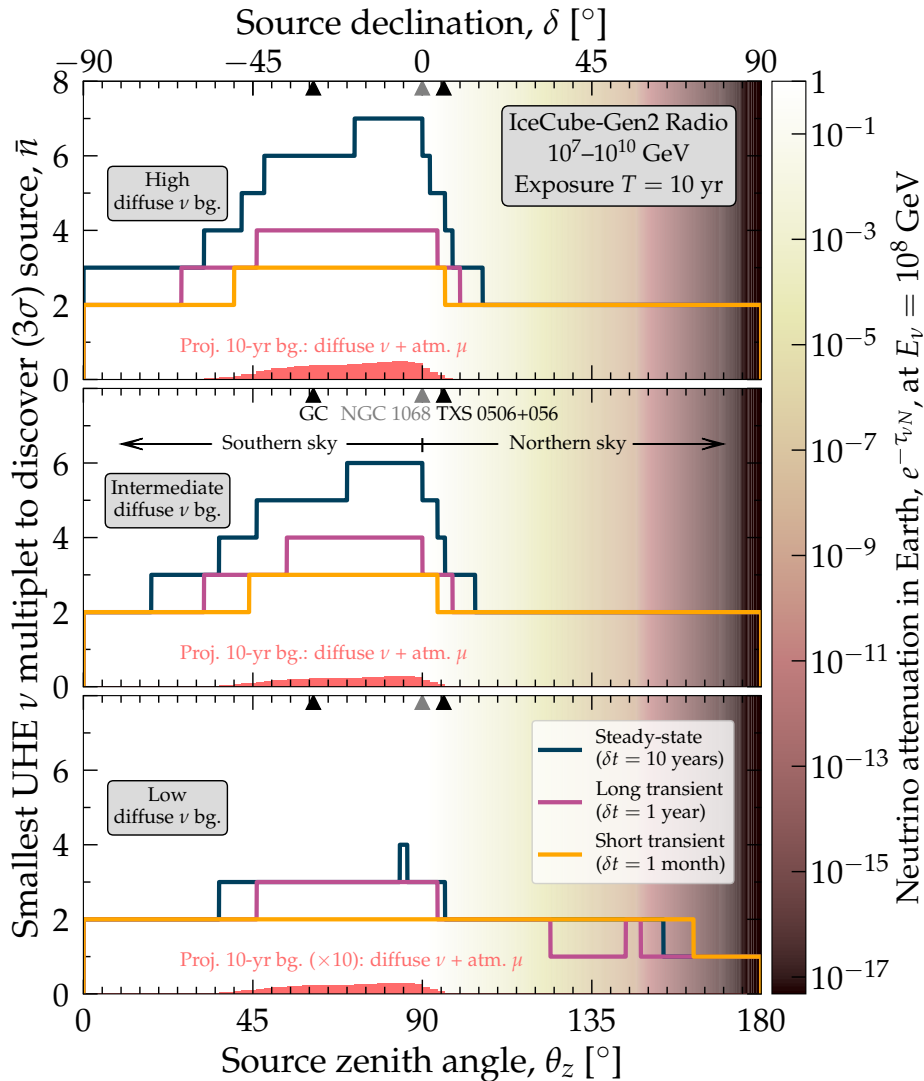 Source declination, δ [°]
−90 −45 0 45 90
Smallest UHE ν multiplet to discover (3σ) source, n̄
8
6
4
2
0
High
diffuse ν bg.
IceCube-Gen2 Radio
10⁷–10¹⁰ GeV
Exposure T = 10 yr
Proj. 10-yr bg.: diffuse ν + atm. μ
GC NGC 1068 TXS 0506+056
Southern sky Northern sky
6
4
2
0
Intermediate
diffuse ν bg.
Proj. 10-yr bg.: diffuse ν + atm. μ
6
4
2
0
Low
diffuse ν bg.
Steady-state
(δt = 10 years)
Long transient
(δt = 1 year)
Short transient
(δt = 1 month)
Proj. 10-yr bg. (×10): diffuse ν + atm. μ
0 45 90 135 180
Source zenith angle, θz [°]
1
10⁻¹
10⁻³
10⁻⁵
10⁻⁷
10⁻⁹
10⁻¹¹
10⁻¹³
10⁻¹⁵
10⁻¹⁷
Neutrino attenuation in Earth, e^−τνN, at Eν = 10⁸ GeV